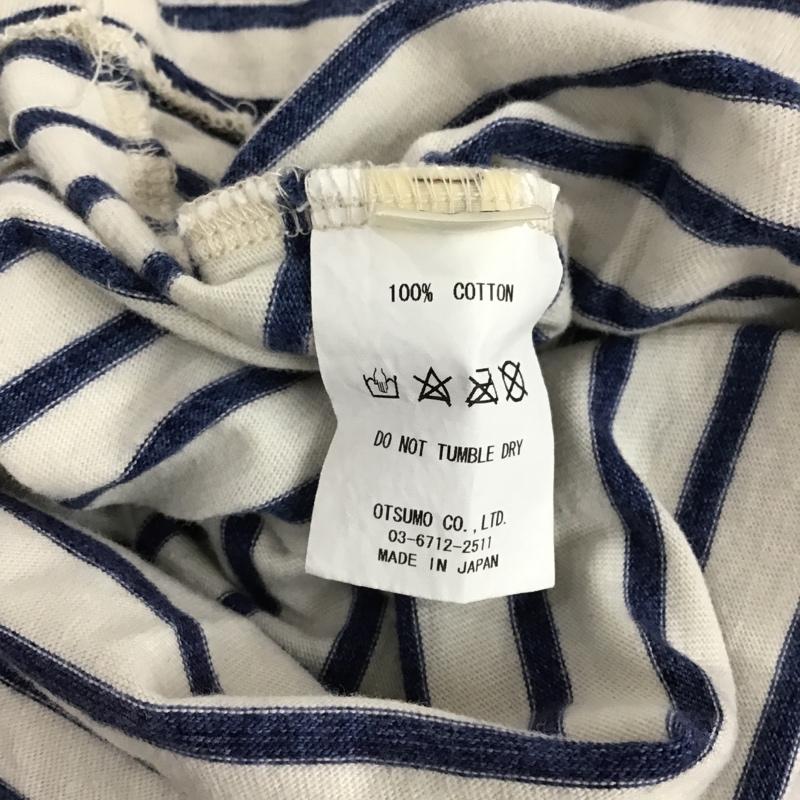 100% COTTON
DO NOT TUMBLE DRY
OTSUMO CO.,LTD.
03-6712-2511
MADE IN JAPAN